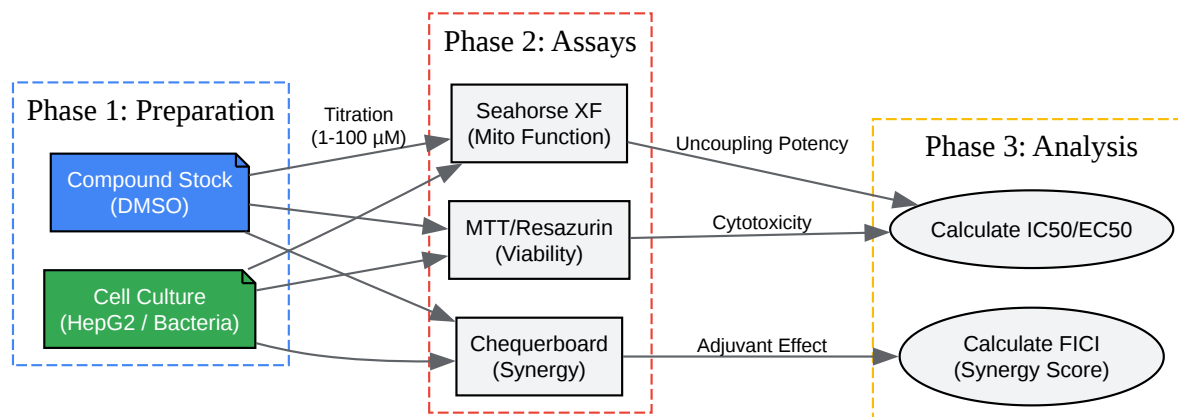 Phase 1: Preparation
Compound Stock
(DMSO)
Cell Culture
(HepG2 / Bacteria)
Titration
(1-100 µM)
Phase 2: Assays
Seahorse XF
(Mito Function)
MTT/Resazurin
(Viability)
Chequerboard
(Synergy)
Uncoupling Potency
Cytotoxicity
Adjuvant Effect
Phase 3: Analysis
Calculate IC50/EC50
Calculate FICI
(Synergy Score)